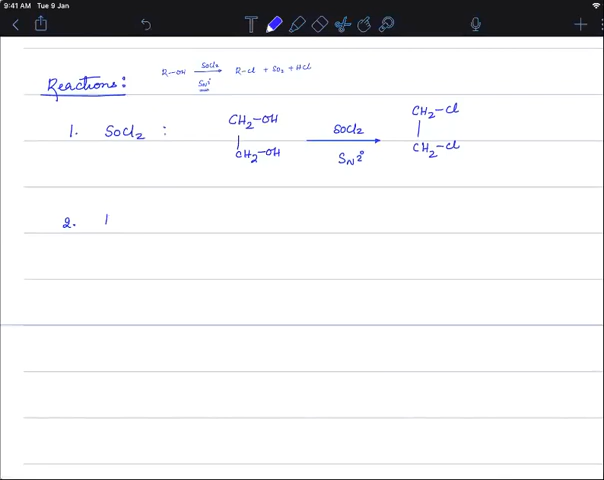 9:41 AM Tue 9 Jan
R-OH SOCl2 R-Cl + SO2 + HCl
SNi
Reactions:
1. SOCl2 : CH2-OH SOCl2 CH2-Cl
CH2-OH SNi CH2-Cl
2.